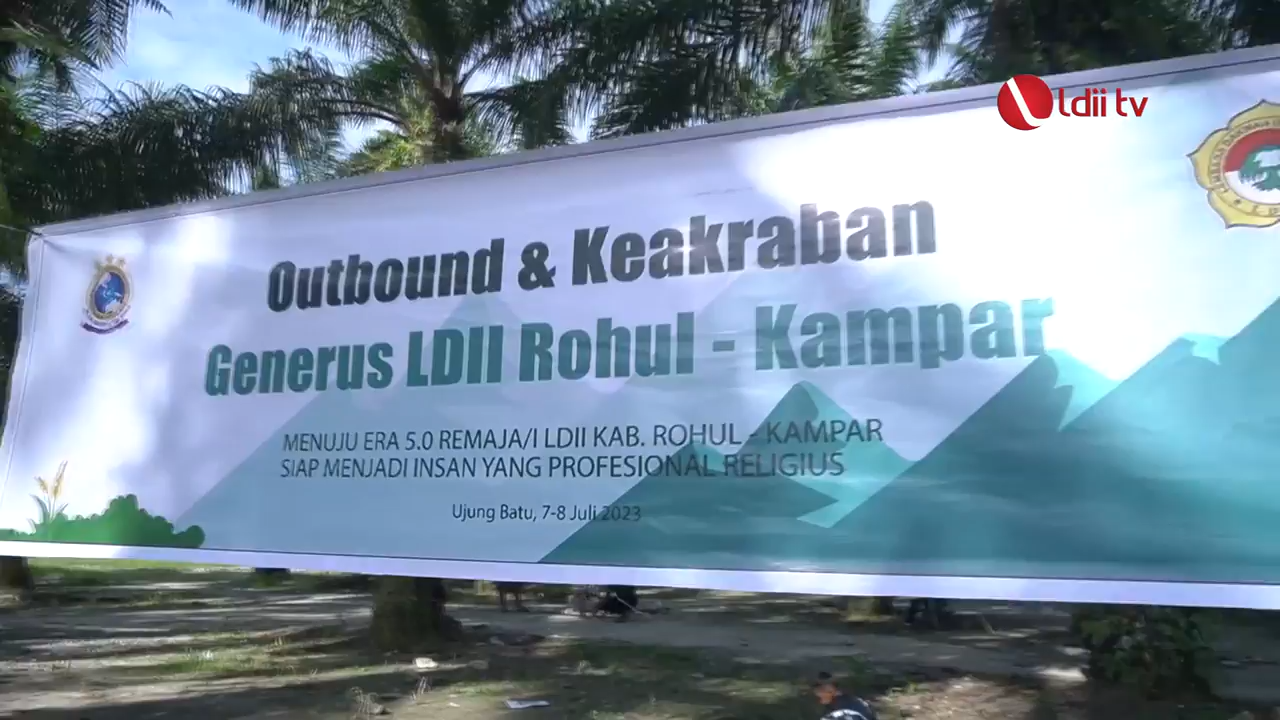 Ldii tv
Outbound & Keakraban
Generus LDII Rohul - Kampar
MENUJU ERA 5.0 REMAJA/I LDII KAB. ROHUL - KAMPAR
SIAP MENJADI INSAN YANG PROFESIONAL RELIGIUS
Ujung Batu, 7-8 Juli 2023